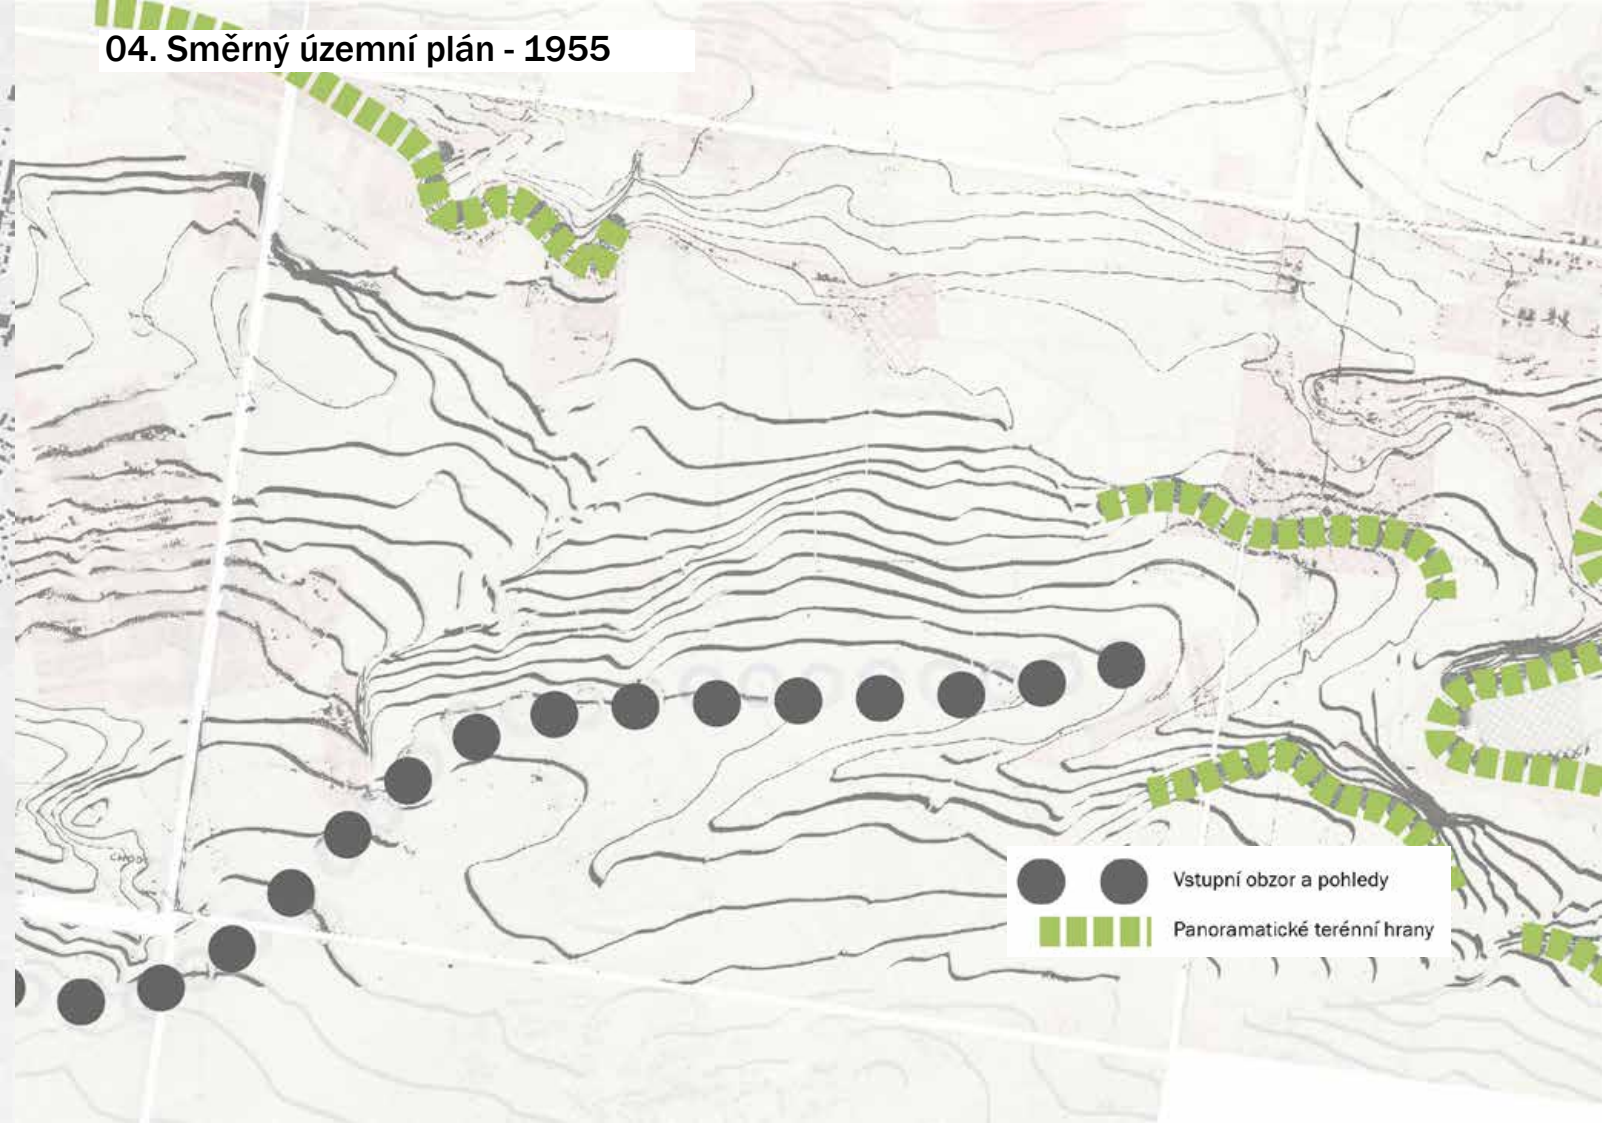 04. Směrný územní plán - 1955
Vstupní obzor a pohledy
Panoramatické terénní hrany